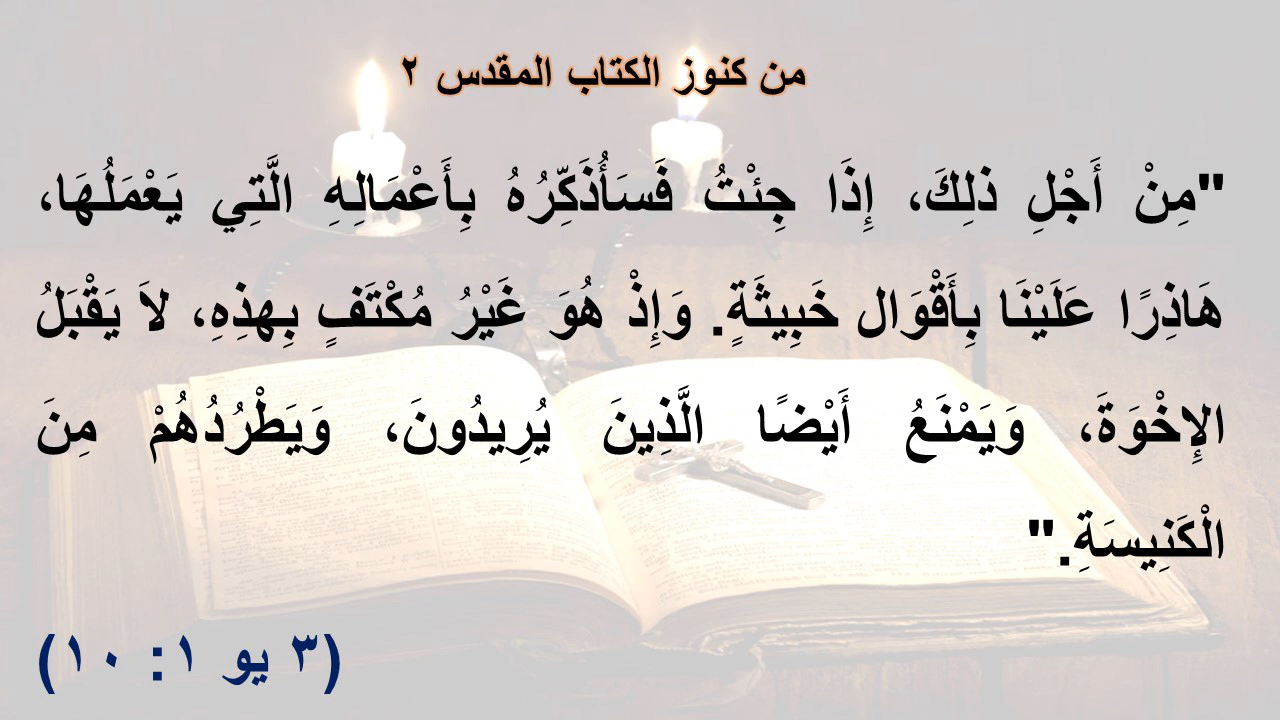 من كنوز الكتاب المقدس ٢
"مِنْ أَجْلِ ذلِكَ، إِذَا جِئْتُ فَسَأُذَكِّرُهُ بِأَعْمَالِهِ الَّتِي يَعْمَلُهَا،
هَاذِرًا عَلَيْنَا بِأَقْوَال خَبِيثَةٍ. وَإِذْ هُوَ غَيْرُ مُكْتَفٍ بِهذِهِ، لاَ يَقْبَلُ
الإِخْوَةَ، وَيَمْنَعُ أَيْضًا الَّذِينَ يُرِيدُونَ، وَيَطْرُدُهُمْ مِنَ
الْكَنِيسَةِ."
(٣ يو ١: ١٠)